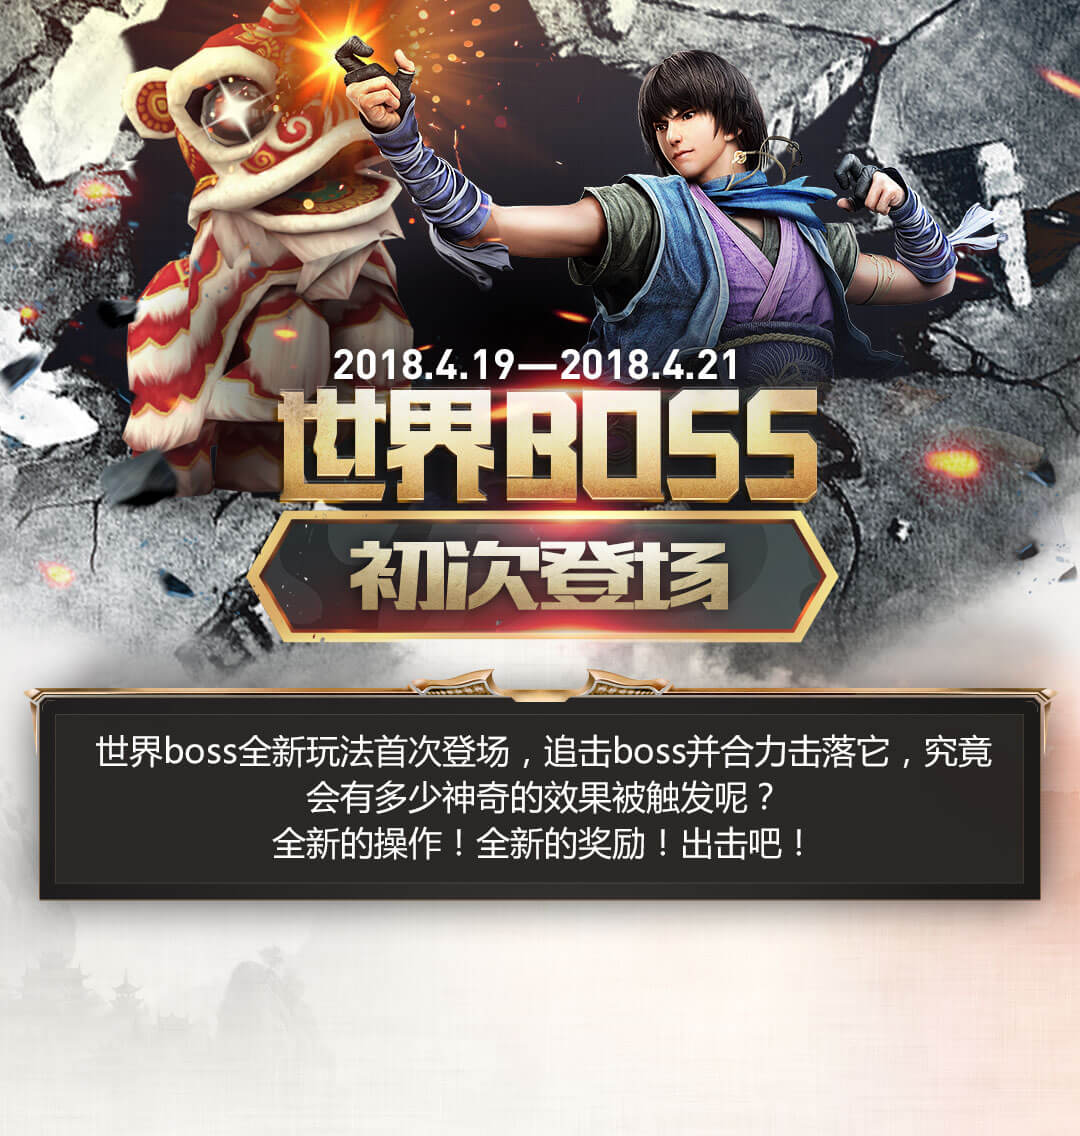 2018.4.19—2018.4.21
世界BOSS
初次登场
世界boss全新玩法首次登场，追击boss并合力击落它，究竟
会有多少神奇的效果被触发呢？
全新的操作！全新的奖励！出击吧！